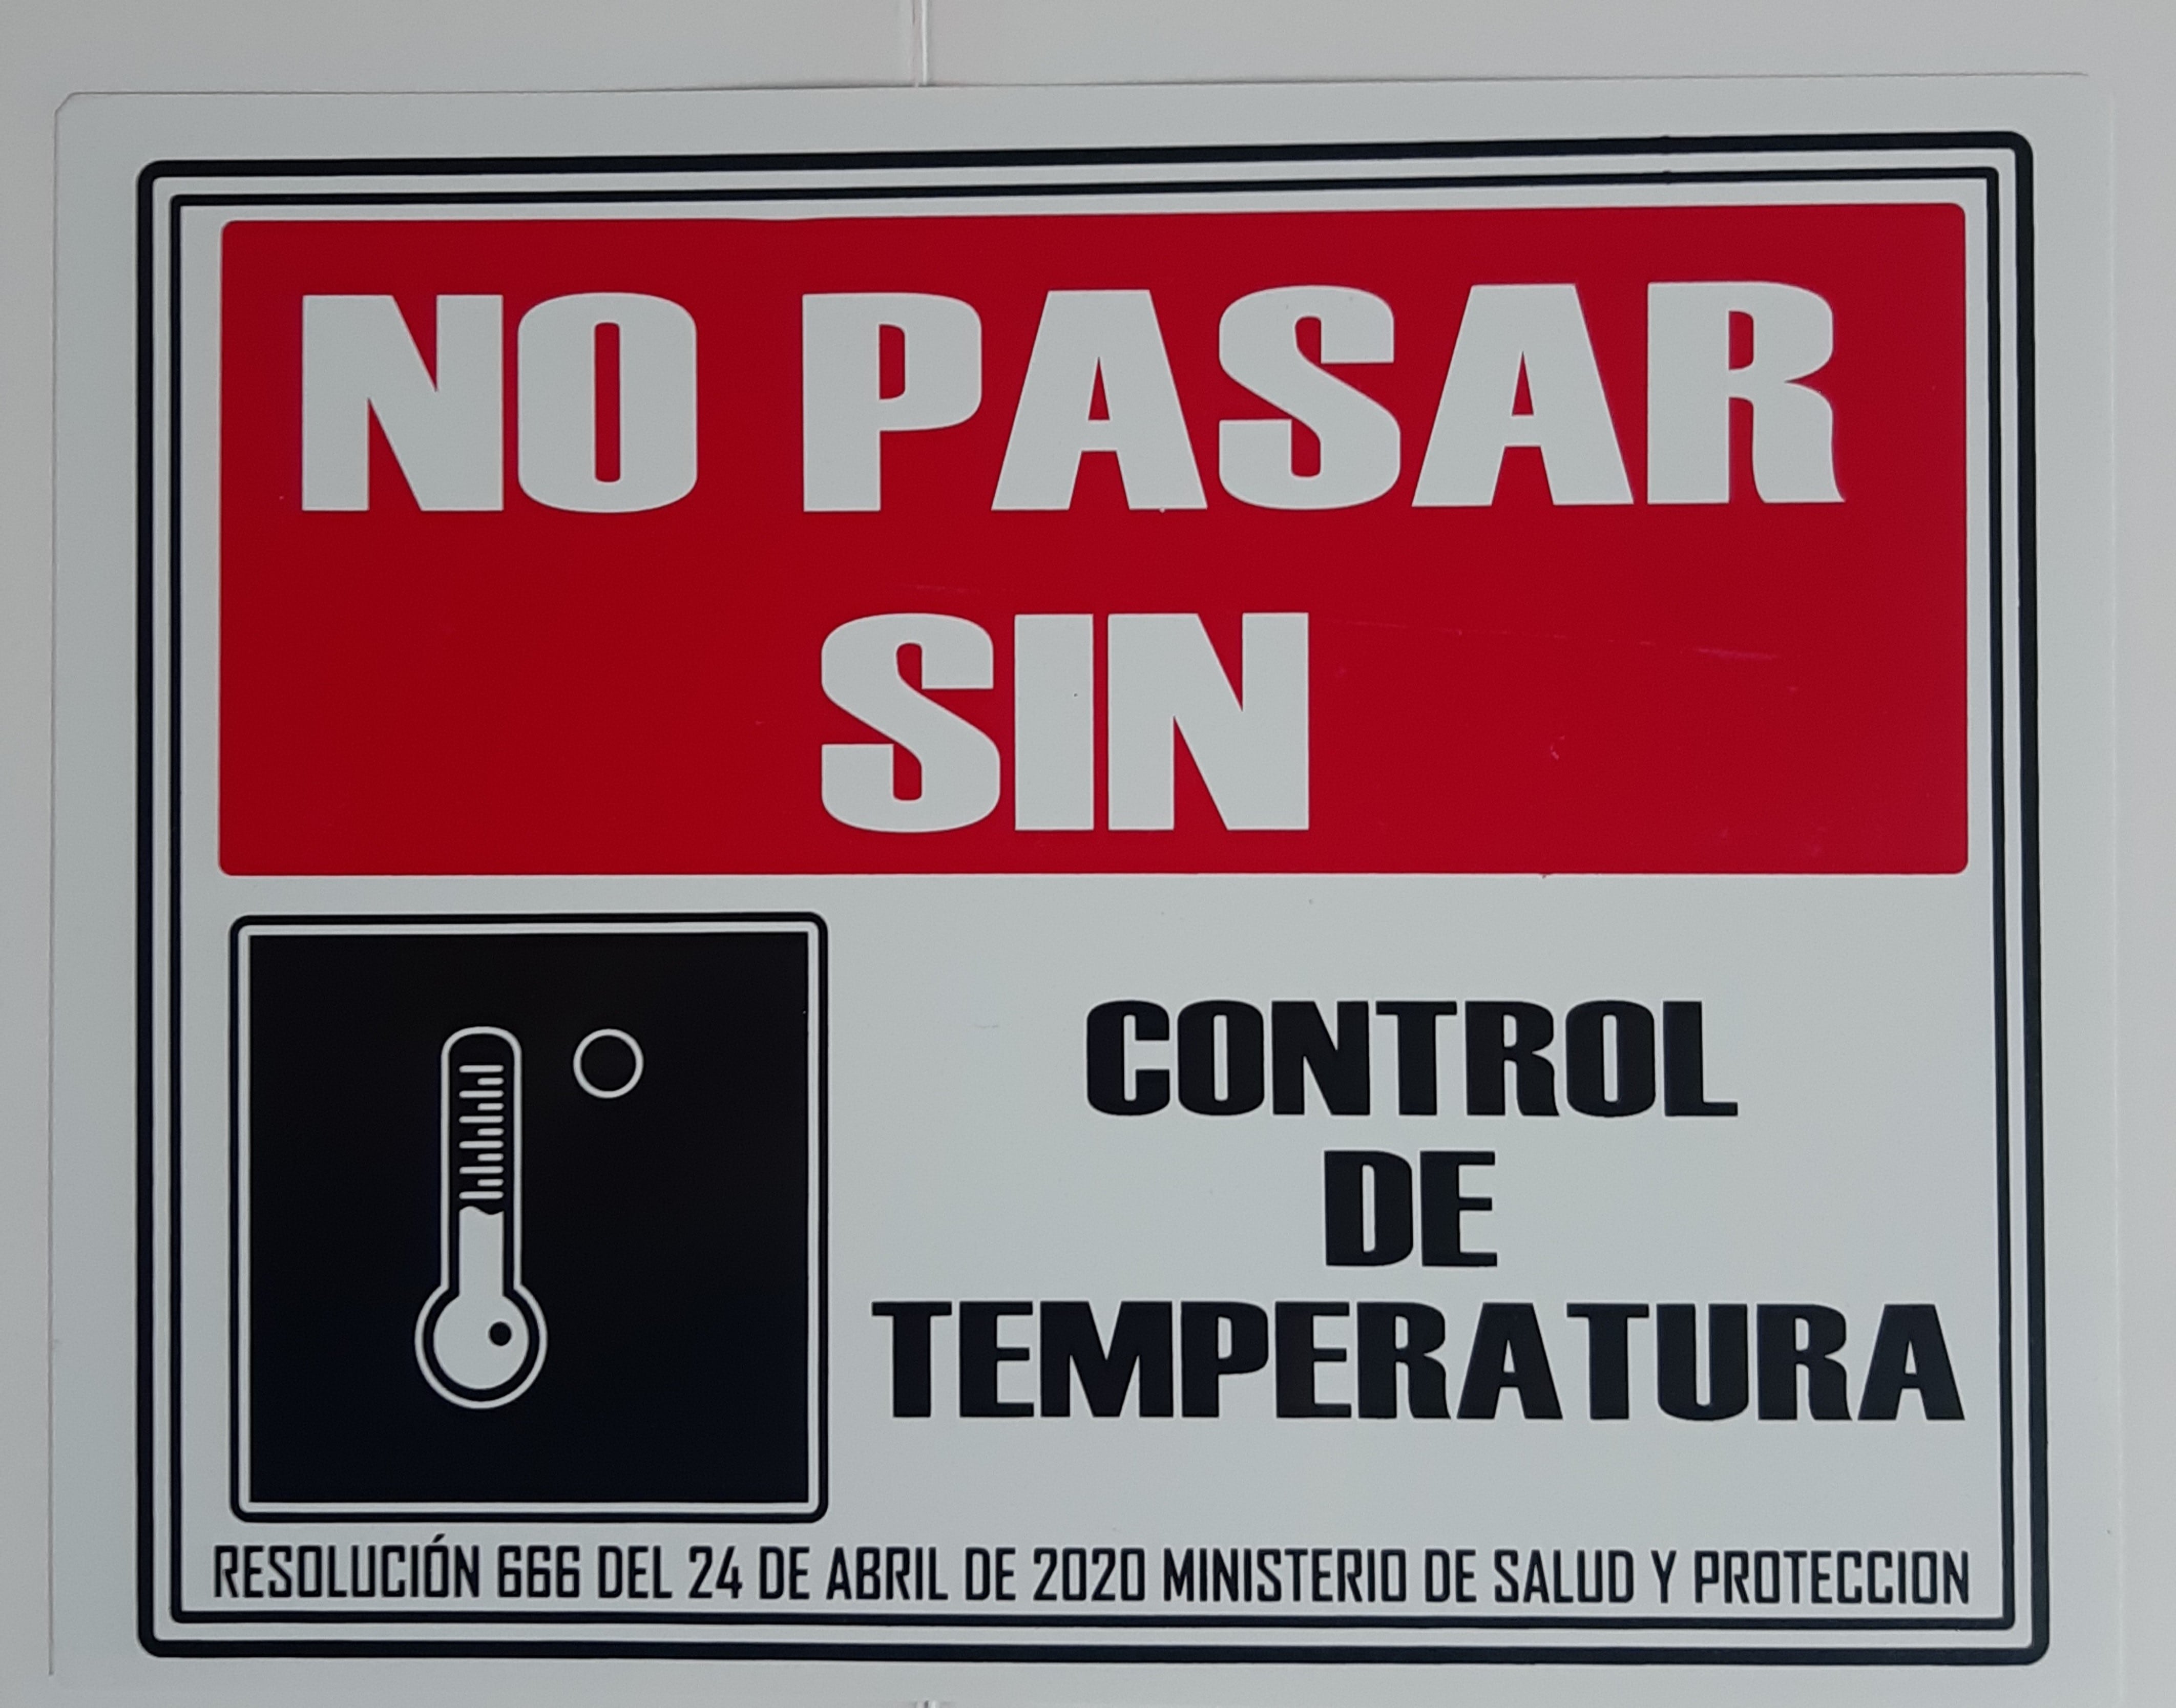 NO PASAR
SIN
CONTROL
DE
TEMPERATURA
RESOLUCIÓN 666 DEL 24 DE ABRIL DE 2020 MINISTERIO DE SALUD Y PROTECCION